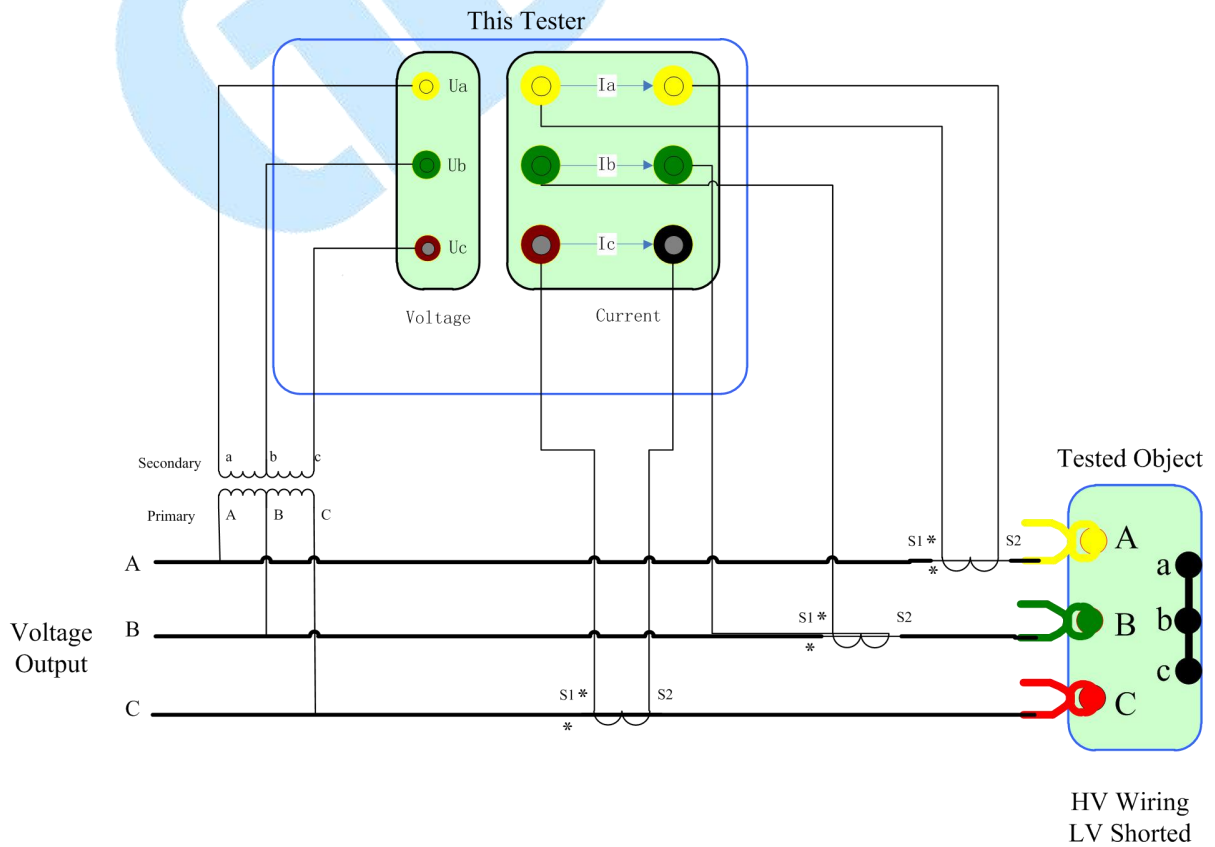 This Tester
Ua
Ia
Ub
Ib
Uc
Ic
Voltage
Current
Secondary
a
b
c
Primary
A
B
C
Tested Object
A
S1 *
*
S2
A
a
Voltage
Output
B
S1 *
*
S2
B
b
C
S1 *
*
S2
C
c
HV Wiring
LV Shorted